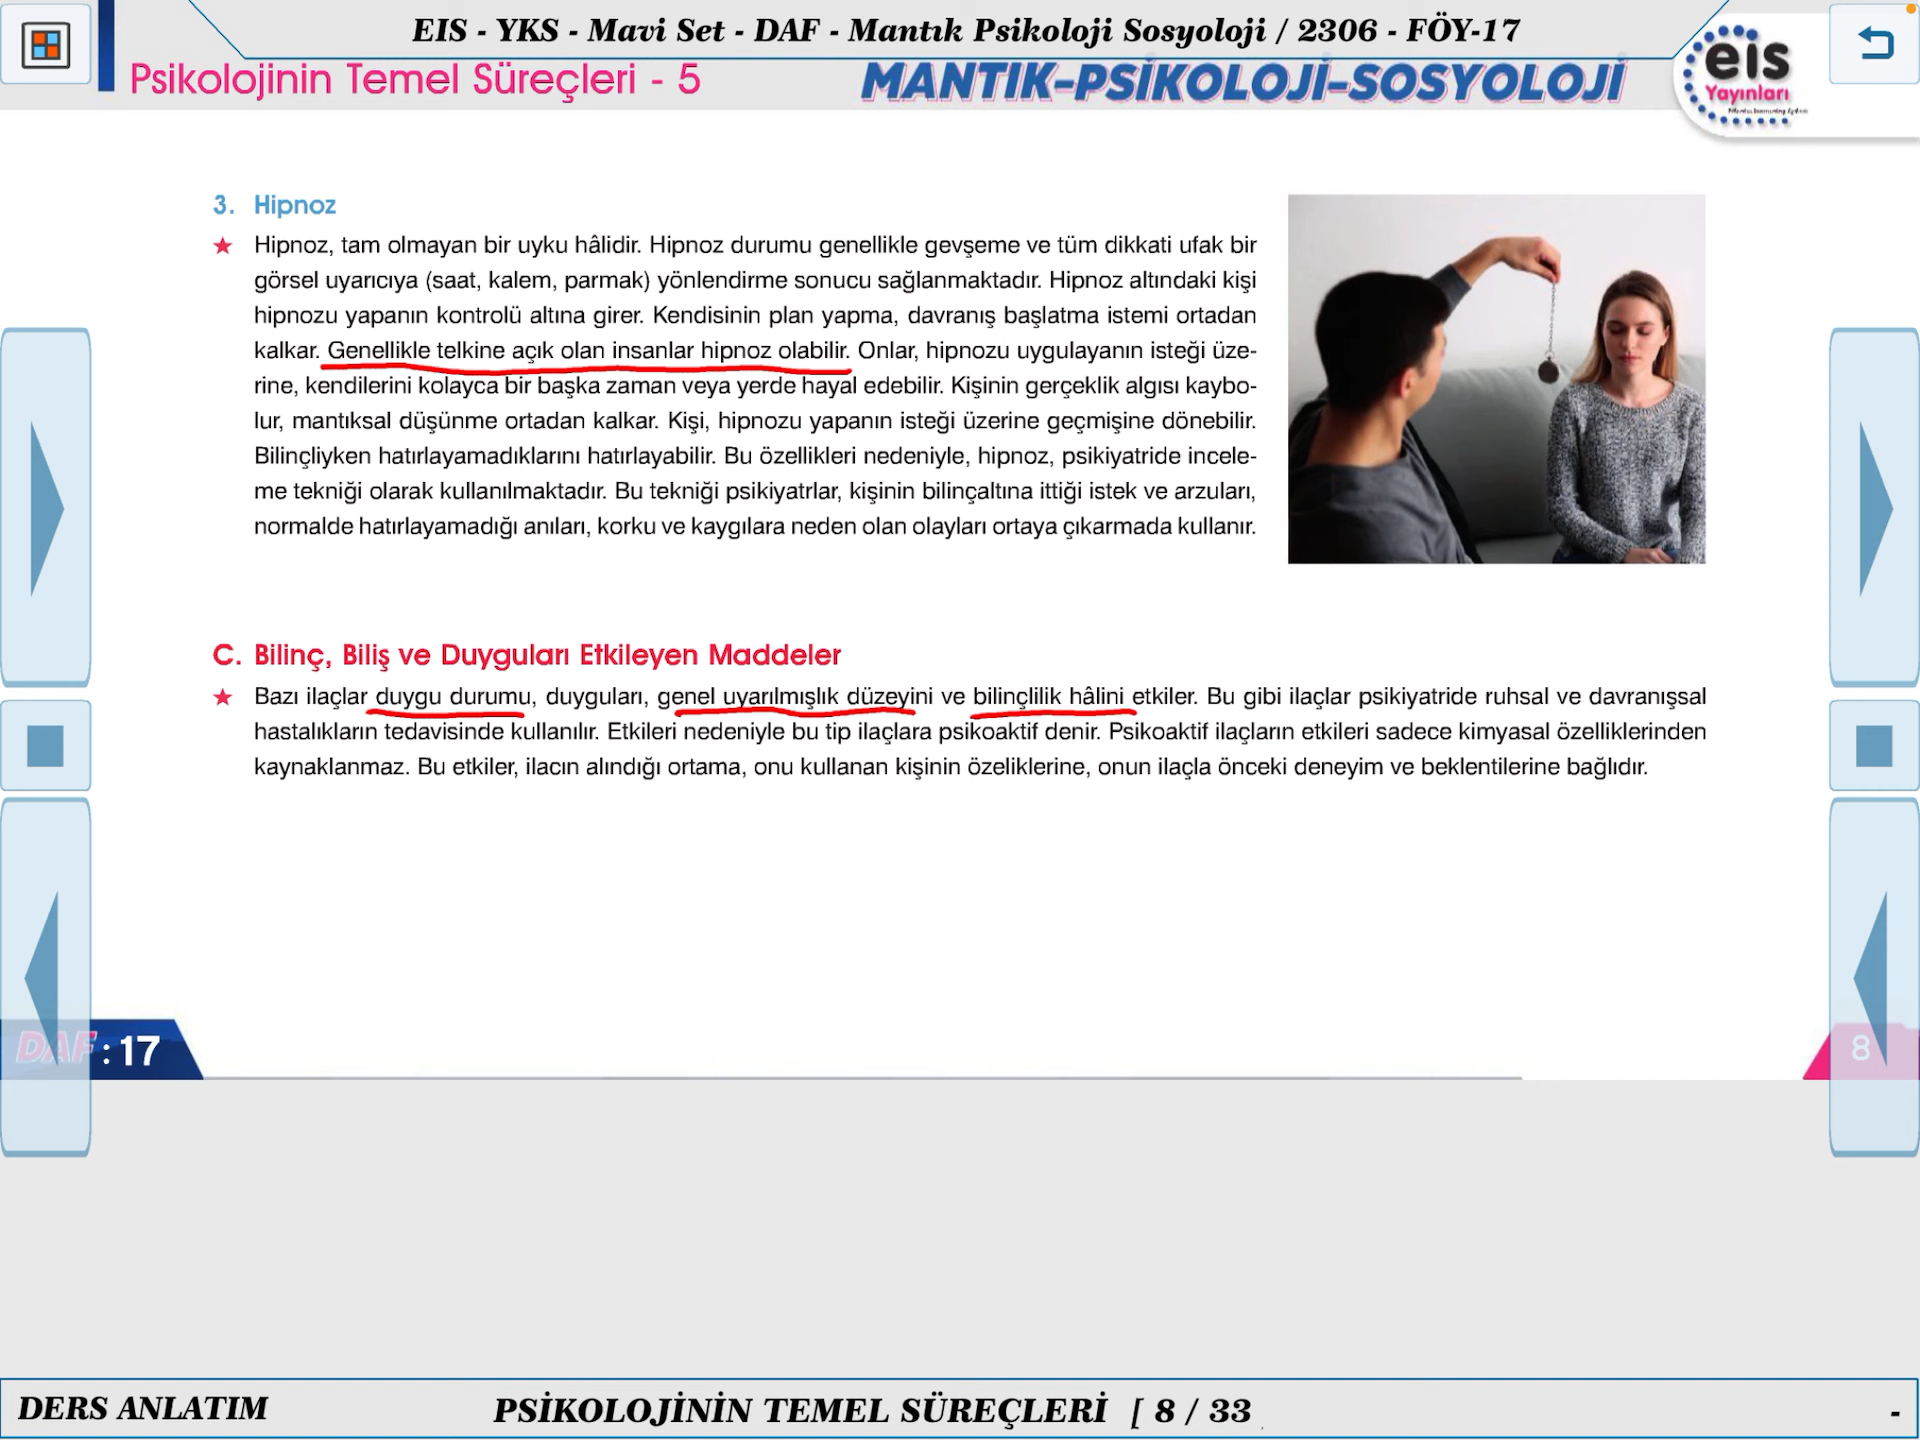 EIS - YKS - Mavi Set - DAF - Mantık Psikoloji Sosyoloji / 2306 - FÖY-17
Psikolojinin Temel Süreçleri - 5
MANTIK-PSİKOLOJİ-SOSYOLOJİ
eis
Yayınları
3. Hipnoz
★ Hipnoz, tam olmayan bir uyku hâlidir. Hipnoz durumu genellikle gevşeme ve tüm dikkati ufak bir
görsel uyarıcıya (saat, kalem, parmak) yönlendirme sonucu sağlanmaktadır. Hipnoz altındaki kişi
hipnozu yapanın kontrolü altına girer. Kendisinin plan yapma, davranış başlatma istemi ortadan
kalkar. Genellikle telkine açık olan insanlar hipnoz olabilir. Onlar, hipnozu uygulayanın isteği üze-
rine, kendilerini kolayca bir başka zaman veya yerde hayal edebilir. Kişinin gerçeklik algısı kaybo-
lur, mantıksal düşünme ortadan kalkar. Kişi, hipnozu yapanın isteği üzerine geçmişine dönebilir.
Bilinçliyken hatırlayamadıklarını hatırlayabilir. Bu özellikleri nedeniyle, hipnoz, psikiyatride incele-
me tekniği olarak kullanılmaktadır. Bu tekniği psikiyatrlar, kişinin bilinçaltına ittiği istek ve arzuları,
normalde hatırlayamadığı anıları, korku ve kaygılara neden olan olayları ortaya çıkarmada kullanır.
C. Bilinç, Biliş ve Duyguları Etkileyen Maddeler
★ Bazı ilaçlar duygu durumu, duyguları, genel uyarılmışlık düzeyini ve bilinçlilik hâlini etkiler. Bu gibi ilaçlar psikiyatride ruhsal ve davranışsal
hastalıkların tedavisinde kullanılır. Etkileri nedeniyle bu tip ilaçlara psikoaktif denir. Psikoaktif ilaçların etkileri sadece kimyasal özelliklerinden
kaynaklanmaz. Bu etkiler, ilacın alındığı ortama, onu kullanan kişinin özeliklerine, onun ilaçla önceki deneyim ve beklentilerine bağlıdır.
DAF : 17
8
DERS ANLATIM
PSİKOLOJİNİN TEMEL SÜREÇLERİ [ 8 / 33
-